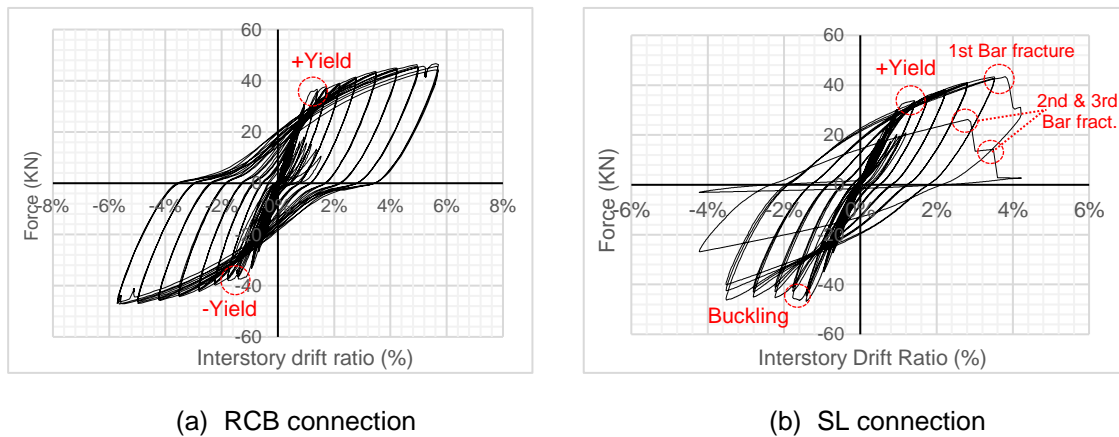 60
40
20
0
-20
-40
-60
-8% -6% -4% -2% 0% 2% 4% 6% 8%
Force (KN)
Interstory drift ratio (%)
+Yield
-Yield
(a) RCB connection
60
40
20
0
-20
-40
-60
-6% -4% -2% 0% 2% 4% 6%
Force (KN)
Interstory Drift Ratio (%)
+Yield
1st Bar fracture
2nd & 3rd
Bar fract.
Buckling
(b) SL connection